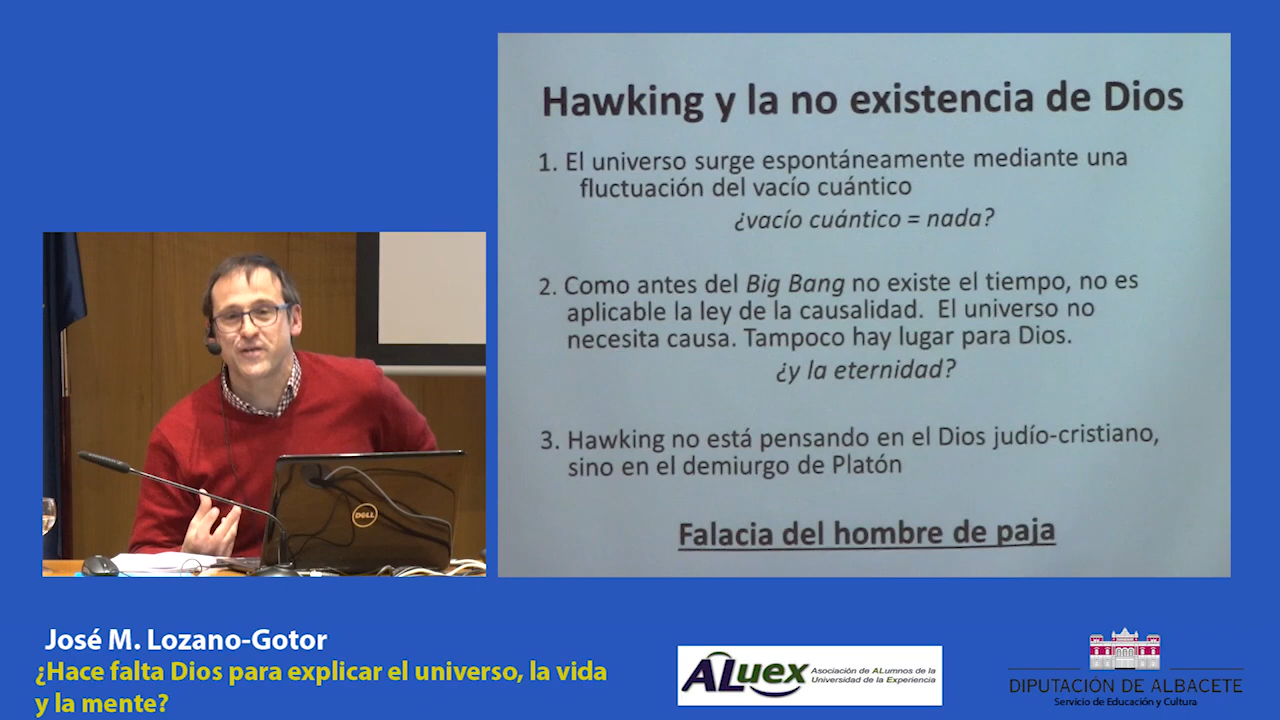 Hawking y la no existencia de Dios
1. El universo surge espontáneamente mediante una
fluctuación del vacío cuántico
¿vacío cuántico = nada?
2. Como antes del Big Bang no existe el tiempo, no es
aplicable la ley de la causalidad. El universo no
necesita causa. Tampoco hay lugar para Dios.
¿y la eternidad?
3. Hawking no está pensando en el Dios judío-cristiano,
sino en el demiurgo de Platón
Falacia del hombre de paja
DELL
José M. Lozano-Gotor
¿Hace falta Dios para explicar el universo, la vida
y la mente?
ALuex
Asociación de ALumnos de la
Universidad de la Experiencia
DIPUTACIÓN DE ALBACETE
Servicio de Educación y Cultura